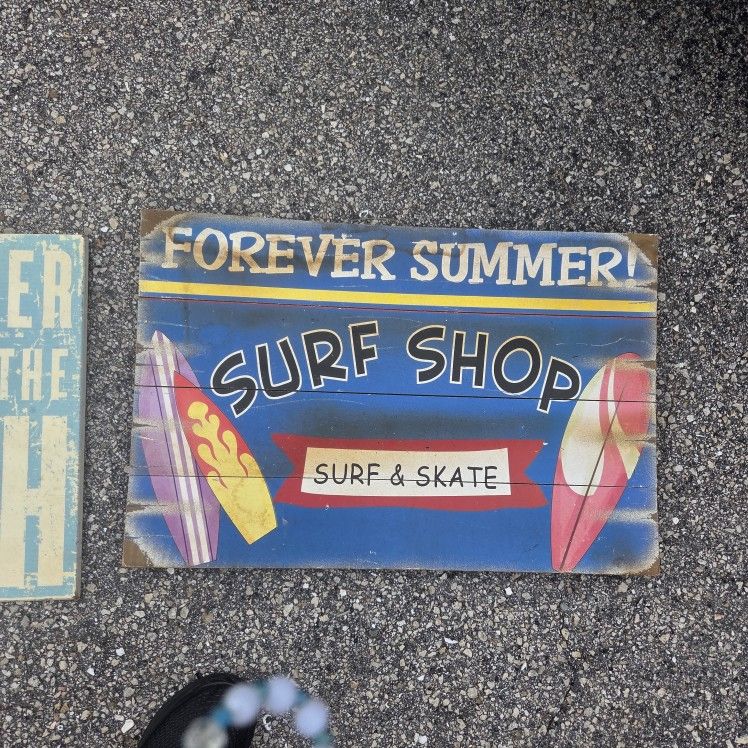 FOREVER SUMMER!
SURF SHOP
SURF & SKATE
ER
THE
H